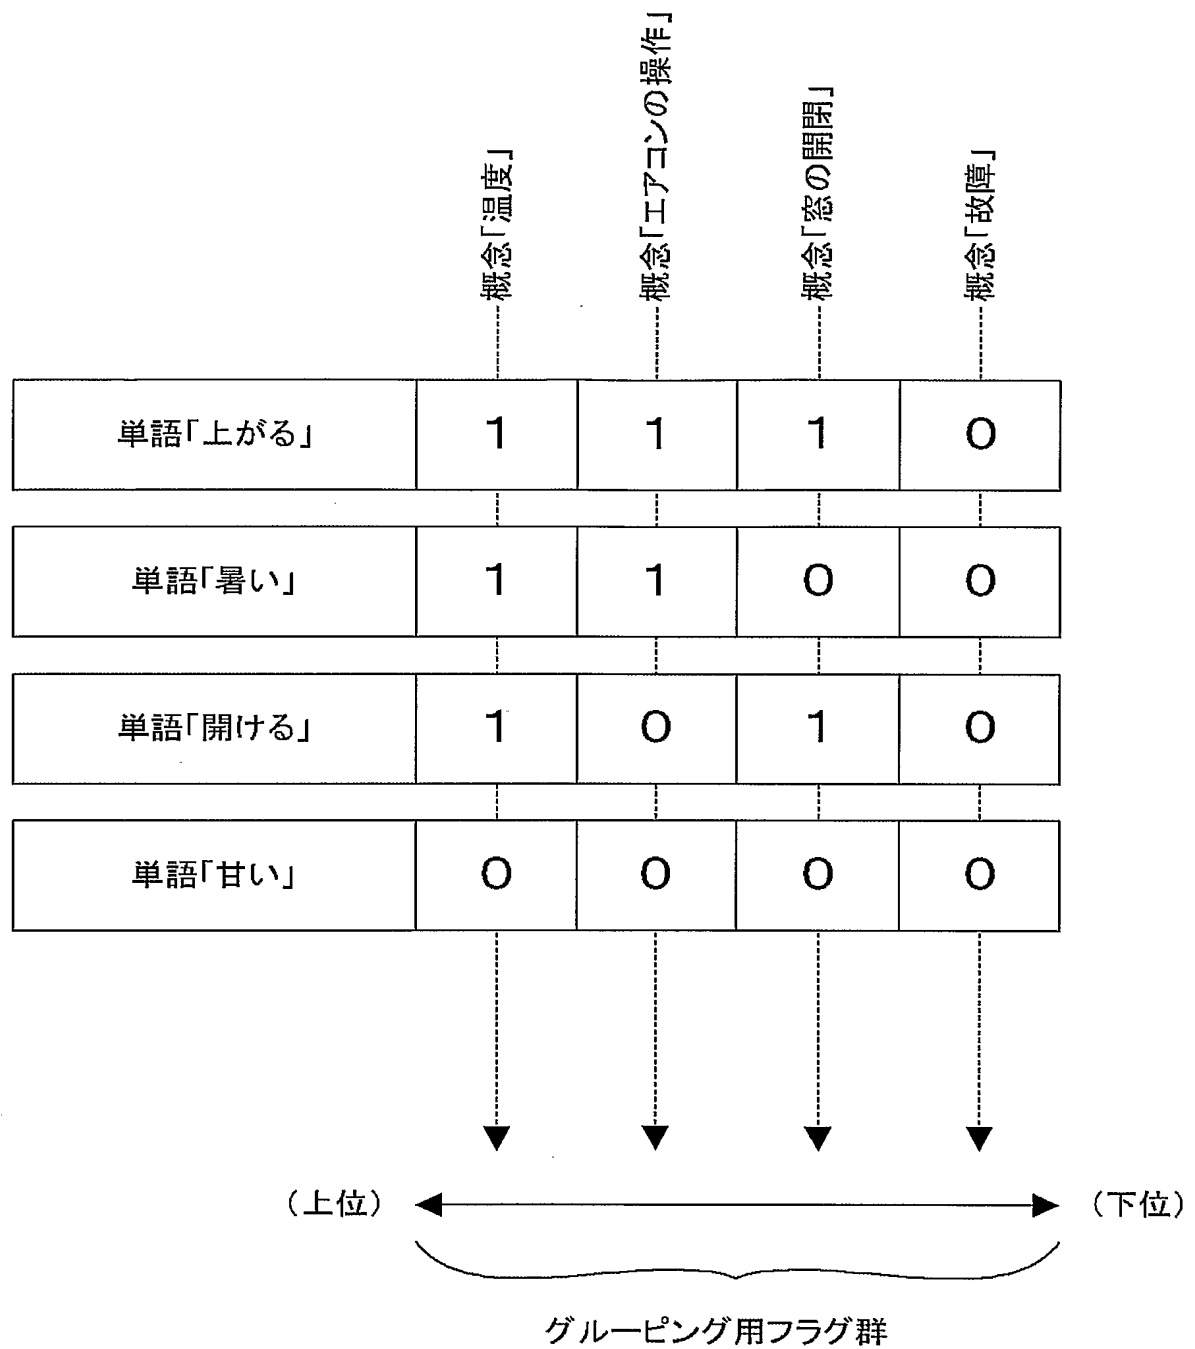 概念「温度」
概念「エアコンの操作」
概念「窓の開閉」
概念「故障」
単語「上がる」 1 1 1 0
単語「暑い」 1 1 0 0
単語「開ける」 1 0 1 0
単語「甘い」 0 0 0 0
(上位) (下位)
グルーピング用フラグ群